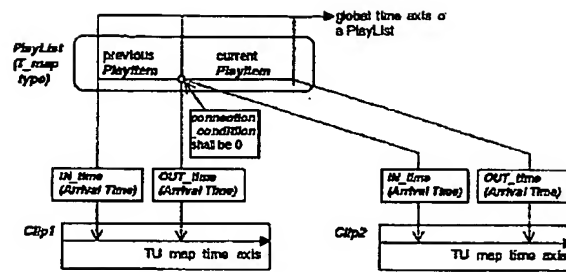 global time axis o
a PlayList
PlayList
(T_map
type)
previous
PlayItem
current
PlayItem
connection
_condition
shall be 0
IN_time
(Arrival Time)
OUT_time
(Arrival Time)
IN_time
(Arrival Time)
OUT_time
(Arrival Time)
Clip1
TU map time axis
Clip2
TU map time axis